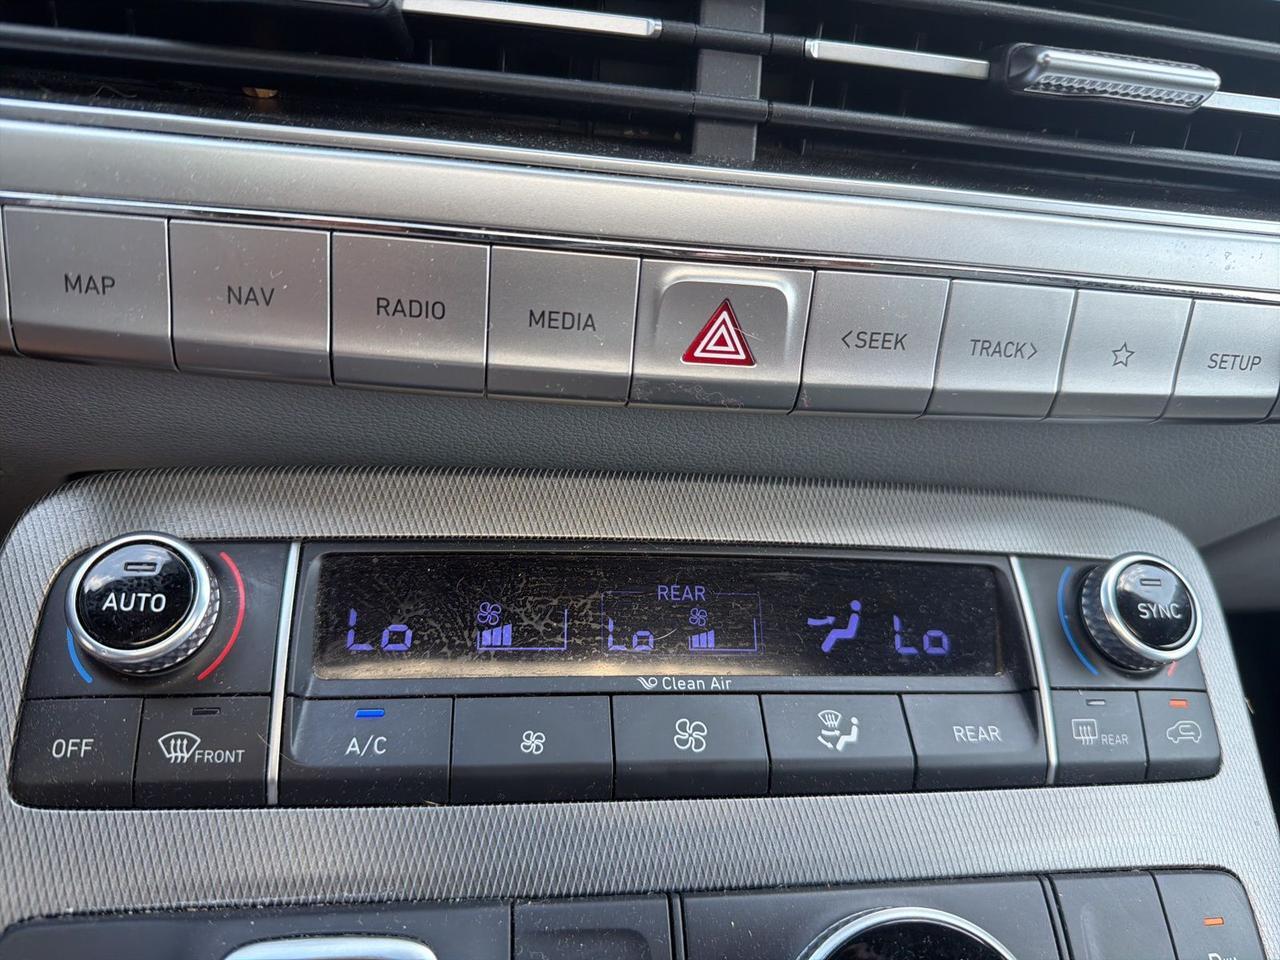 MAP NAV RADIO MEDIA <SEEK TRACK> SETUP
AUTO
REAR
SYNC
Lo Lo Lo
Clean Air
OFF FRONT A/C REAR REAR